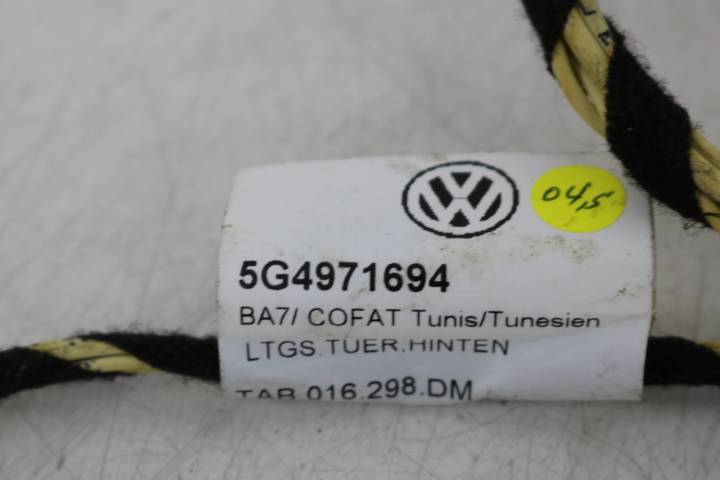 04,5
5G4971694
BA7/ COFAT Tunis/Tunesien
LTGS.TUER.HINTEN
TAB.016.298.DM